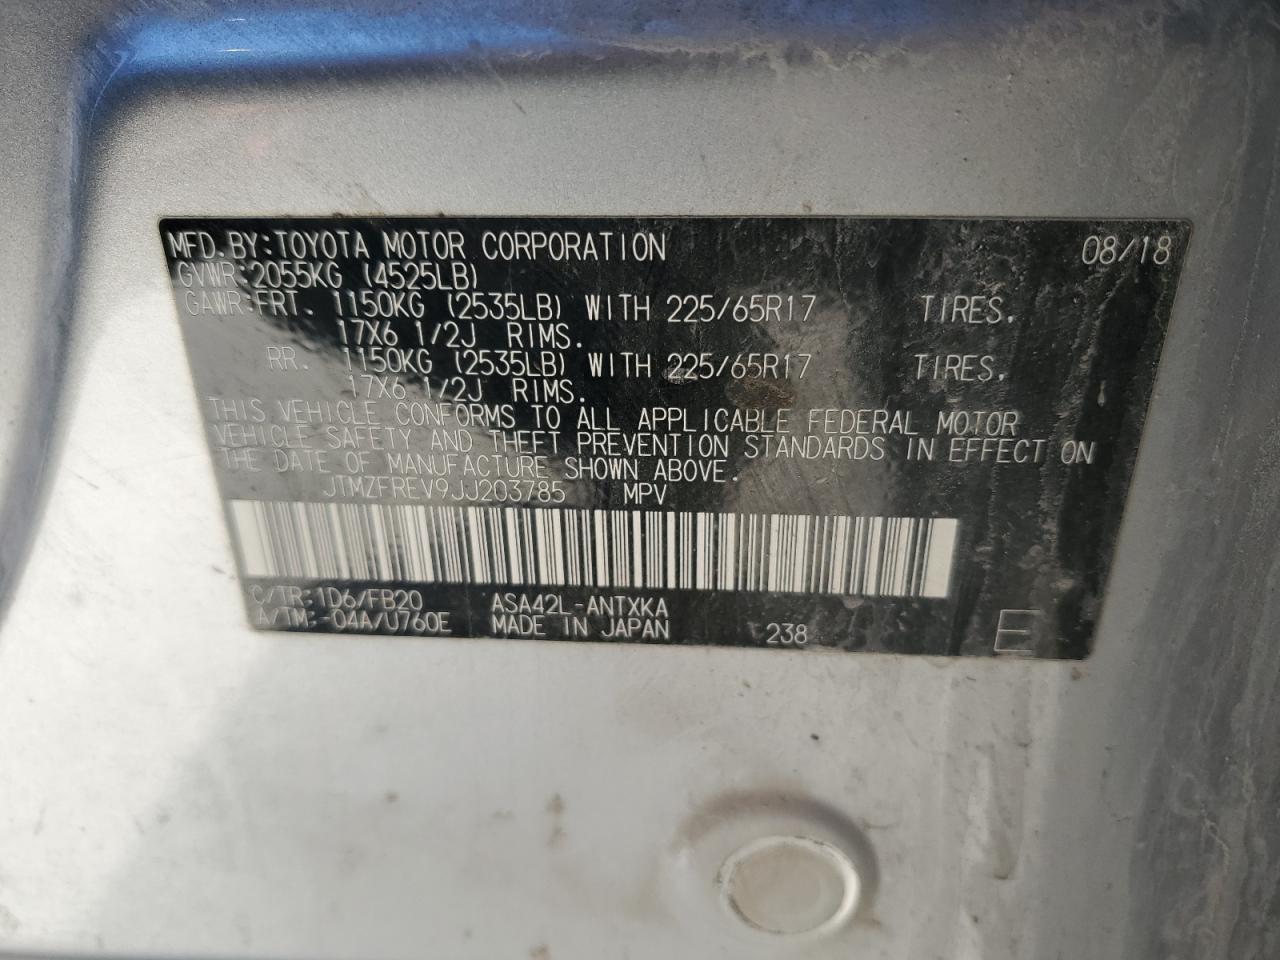 MFD. BY: TOYOTA MOTOR CORPORATION 08/18
GVWR: 2055KG (4525LB)
GAWR: FRT. 1150KG (2535LB) WITH 225/65R17 TIRES.
17X6 1/2J RIMS.
RR. 1150KG (2535LB) WITH 225/65R17 TIRES.
17X6 1/2J RIMS.
THIS VEHICLE CONFORMS TO ALL APPLICABLE FEDERAL MOTOR
VEHICLE SAFETY AND THEFT PREVENTION STANDARDS IN EFFECT ON
THE DATE OF MANUFACTURE SHOWN ABOVE.
JTMZFREV9JJ203785 MPV
C/TR: 1D6/FB20 ASA42L-ANTXKA
A/TM: -04A/U760E MADE IN JAPAN 238 E